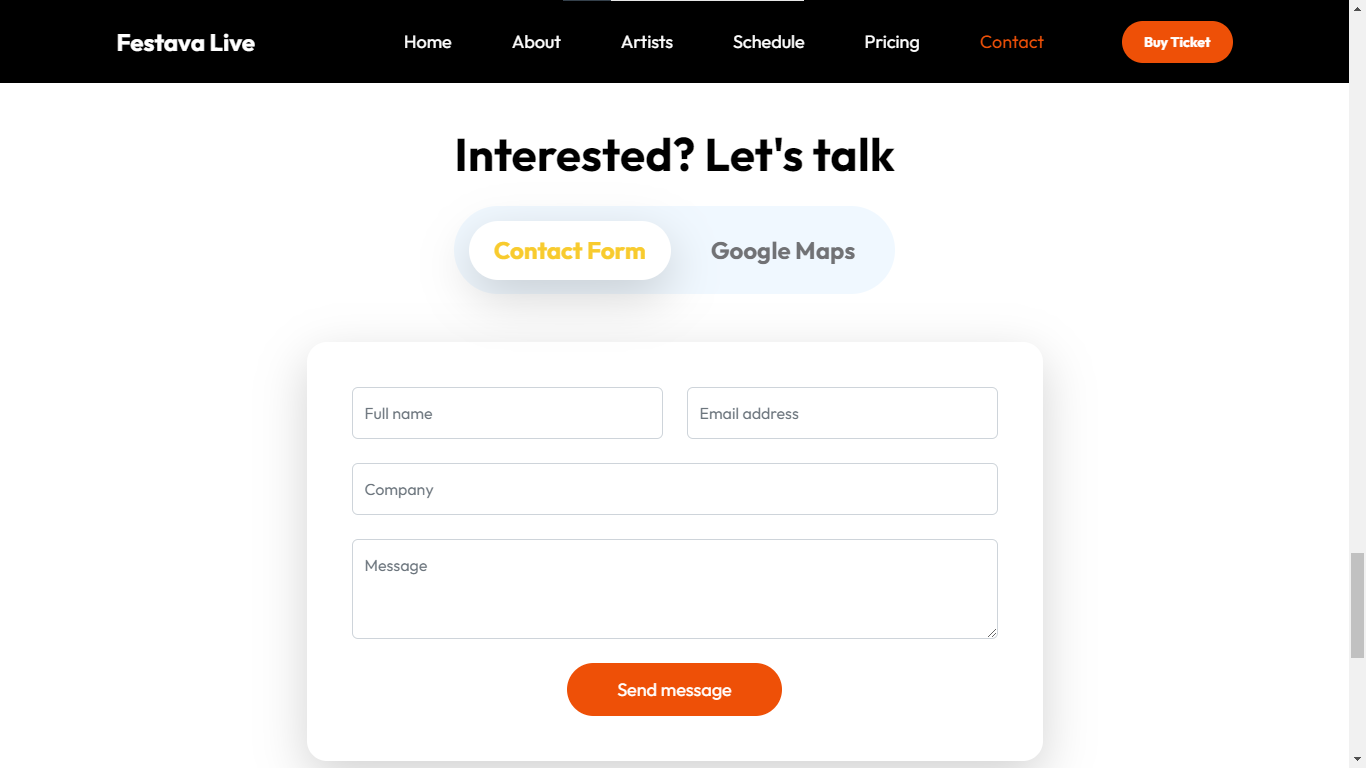 Festava Live Home About Artists Schedule Pricing Contact Buy Ticket
Interested? Let's talk
Contact Form Google Maps
Full name Email address
Company
Message
Send message